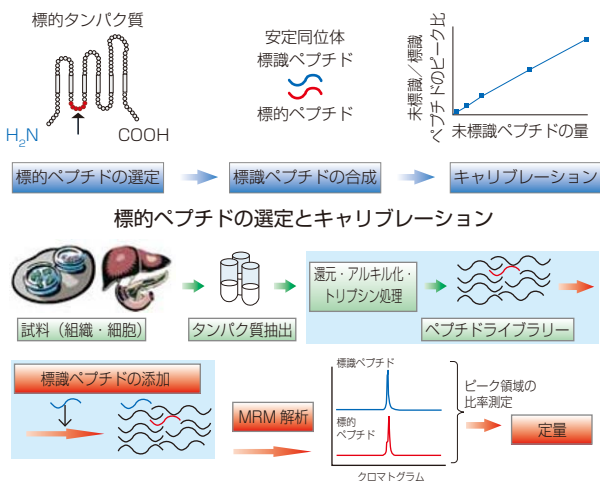 標的タンパク質
H2N
COOH
安定同位体
標識ペプチド
標的ペプチド
未標識／標識
ペプチドのピーク比
未標識ペプチドの量
標的ペプチドの選定
標識ペプチドの合成
キャリブレーション
標的ペプチドの選定とキャリブレーション
試料（組織・細胞）
タンパク質抽出
還元・アルキル化・
トリプシン処理
ペプチドライブラリー
標識ペプチドの添加
MRM 解析
標識ペプチド
標的
ペプチド
クロマトグラム
ピーク領域の
比率測定
定量